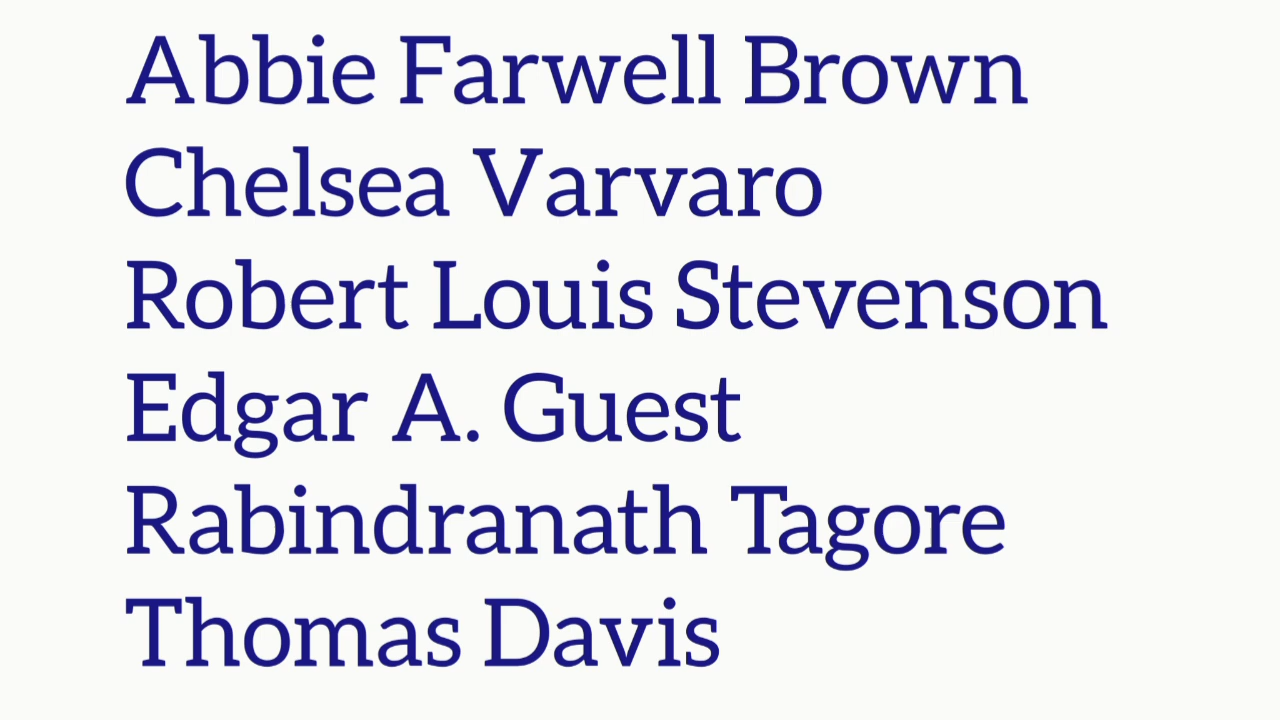 Abbie Farwell Brown
Chelsea Varvaro
Robert Louis Stevenson
Edgar A. Guest
Rabindranath Tagore
Thomas Davis